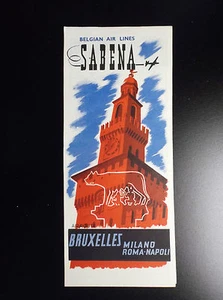 BELGIAN AIR LINES
SABENA
BRUXELLES
MILANO
ROMA-NAPOLI